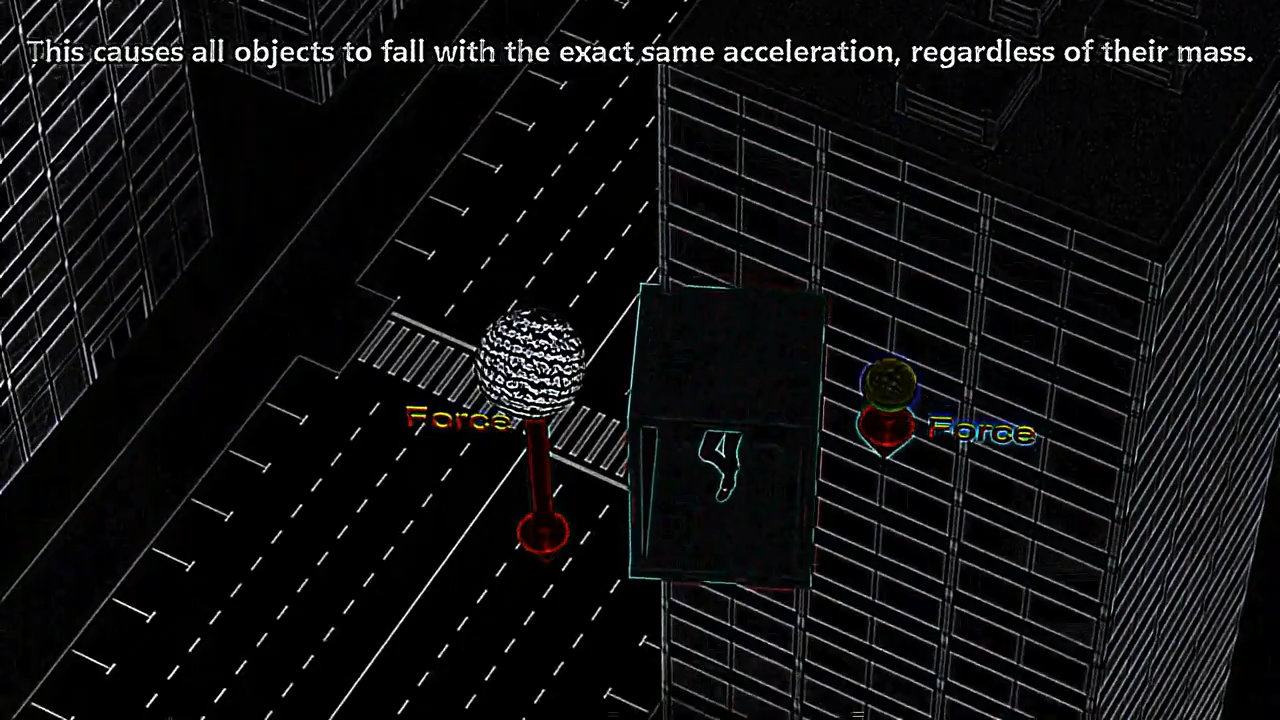 This causes all objects to fall with the exact same acceleration, regardless of their mass.
Force
Force